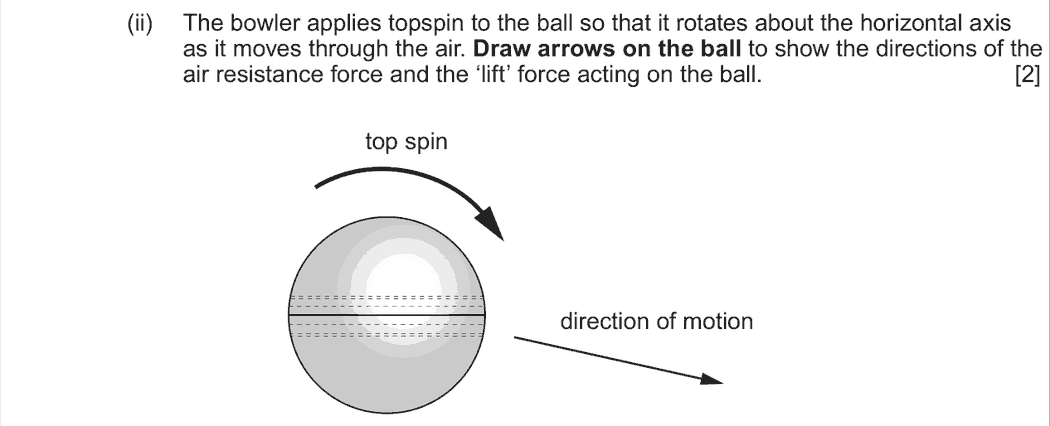 (ii) The bowler applies topspin to the ball so that it rotates about the horizontal axis
as it moves through the air. Draw arrows on the ball to show the directions of the
air resistance force and the ‘lift’ force acting on the ball. [2]
top spin
direction of motion